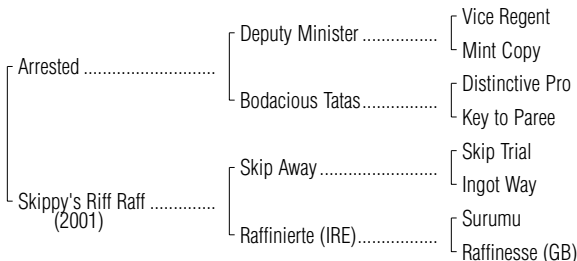 Vice Regent
Deputy Minister .................
Mint Copy
Arrested .............................
Distinctive Pro
Bodacious Tatas.................
Key to Paree
Skip Trial
Skip Away ..........................
Ingot Way
Skippy's Riff Raff ...............
(2001)
Surumu
Raffinierte (IRE)..................
Raffinesse (GB)